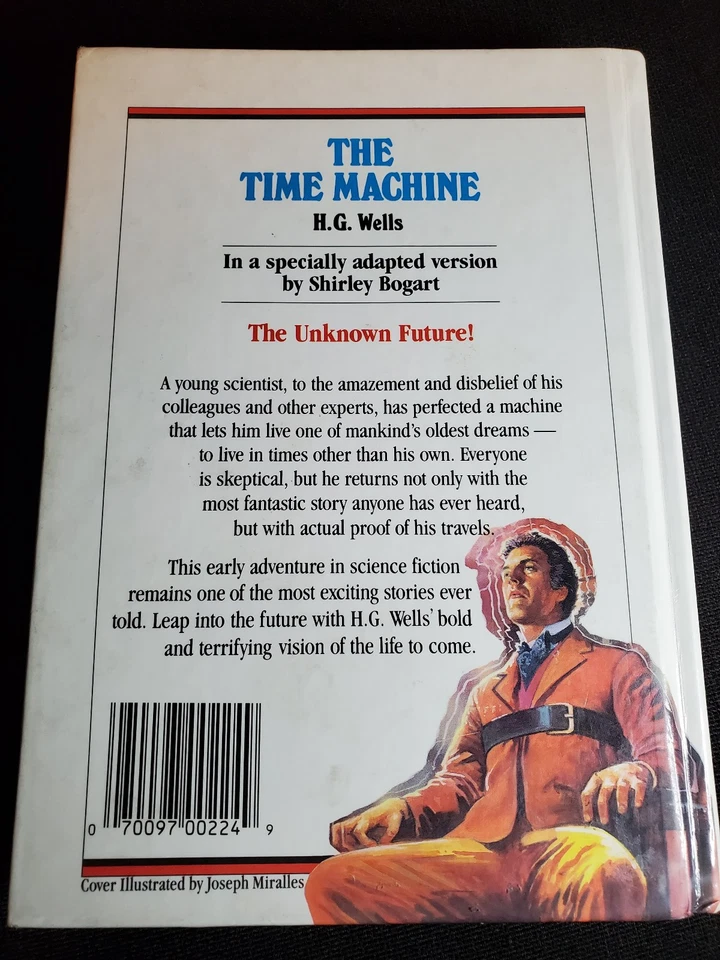 THE
TIME MACHINE
H.G. Wells
In a specially adapted version
by Shirley Bogart
The Unknown Future!
A young scientist, to the amazement and disbelief of his
colleagues and other experts, has perfected a machine
that lets him live one of mankind's oldest dreams —
to live in times other than his own. Everyone
is skeptical, but he returns not only with the
most fantastic story anyone has ever heard,
but with actual proof of his travels.
This early adventure in science fiction
remains one of the most exciting stories ever
told. Leap into the future with H.G. Wells' bold
and terrifying vision of the life to come.
0 70097 00224 9
Cover Illustrated by Joseph Miralles